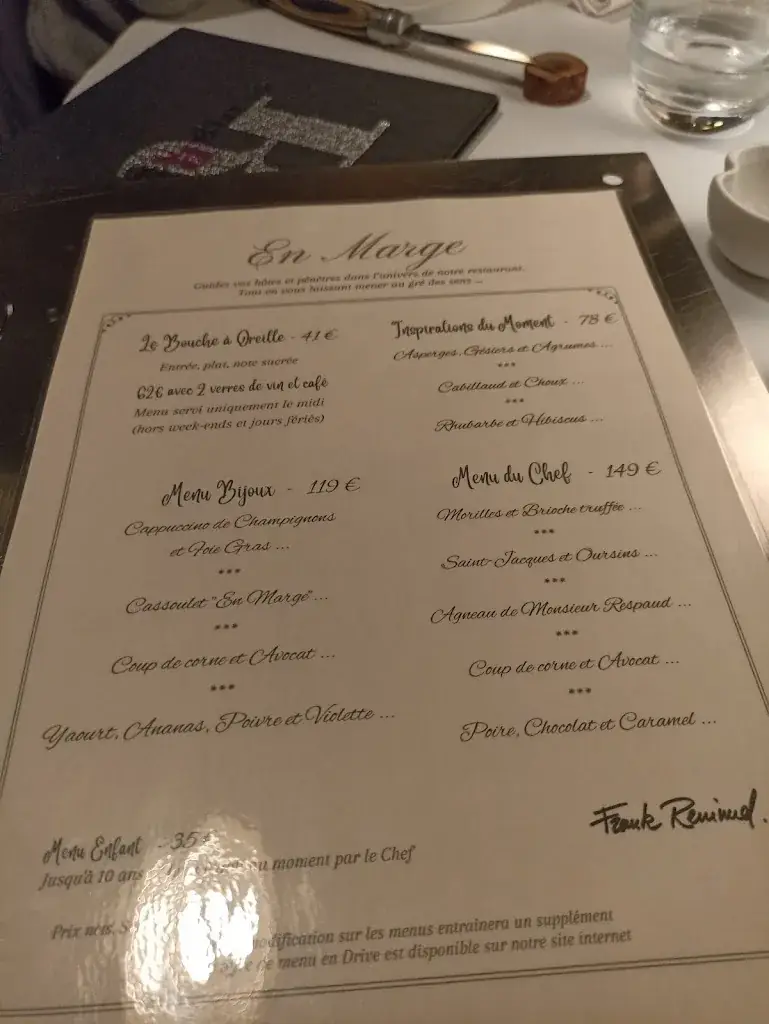 En Marge
Guidez vos hôtes et pénétrez dans l'univers de notre restaurant.
Tout en vous laissant mener au gré des sens ...
Le Bouche à Oreille - 41 €
Entrée, plat, note sucrée
62€ avec 2 verres de vin et café
Menu servi uniquement le midi
(hors week-ends et jours fériés)
Inspirations du Moment - 78 €
Asperges, Gésiers et Agrumes ...
***
Cabillaud et Choux ...
***
Rhubarbe et Hibiscus ...
Menu Bijoux - 119 €
Cappuccino de Champignons
et Foie Gras ...
***
Cassoulet "En Marge" ...
***
Coup de corne et Avocat ...
***
Yaourt, Ananas, Poivre et Violette ...
Menu du Chef - 149 €
Morilles et Brioche truffée ...
***
Saint-Jacques et Oursins ...
***
Agneau de Monsieur Respaud ...
***
Coup de corne et Avocat ...
***
Poire, Chocolat et Caramel ...
Frank Renimel.
Menu Enfant - 35 €
Jusqu'à 10 ans moment par le Chef
Prix nets, modification sur les menus entraînera un supplément
de menu en Drive est disponible sur notre site internet